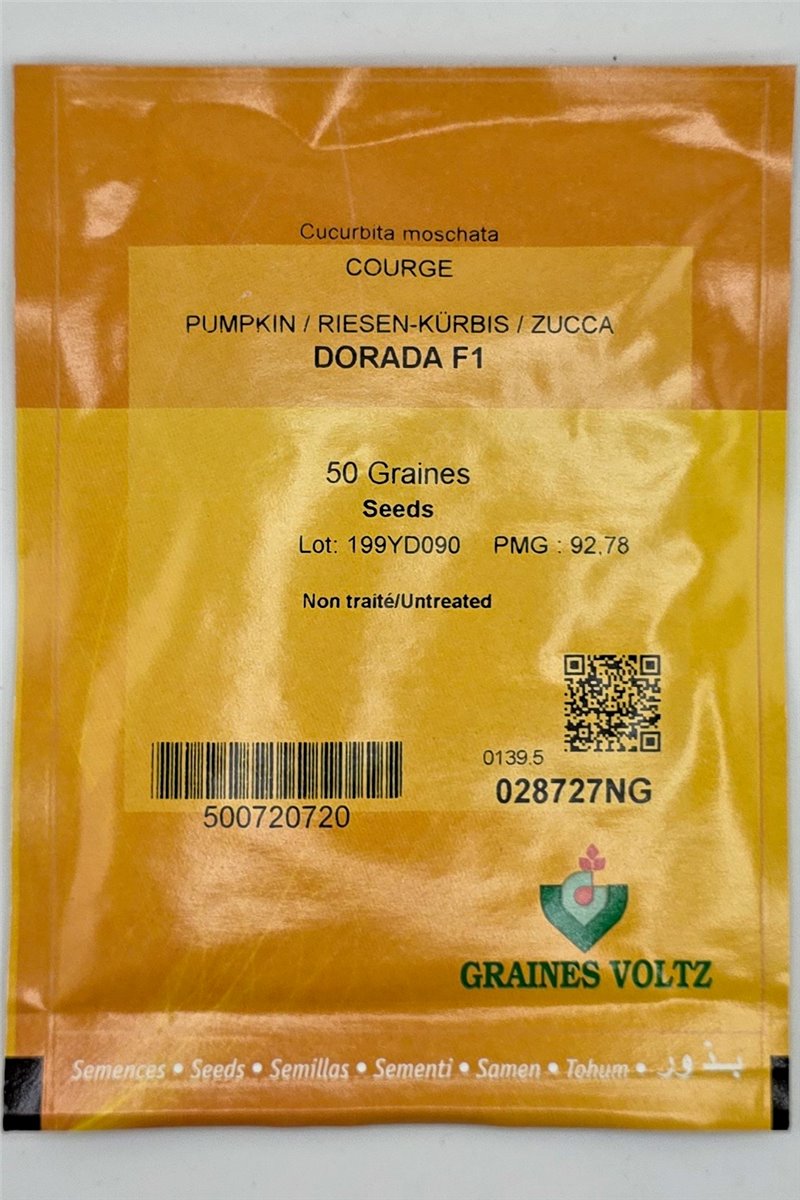 Cucurbita moschata
COURGE
PUMPKIN / RIESEN-KÜRBIS / ZUCCA
DORADA F1
50 Graines
Seeds
Lot: 199YD090 PMG : 92,78
Non traité/Untreated
0139.5
500720720
028727NG
GRAINES VOLTZ
Semences • Seeds • Semillas • Sementi • Samen • Tohum • بذور